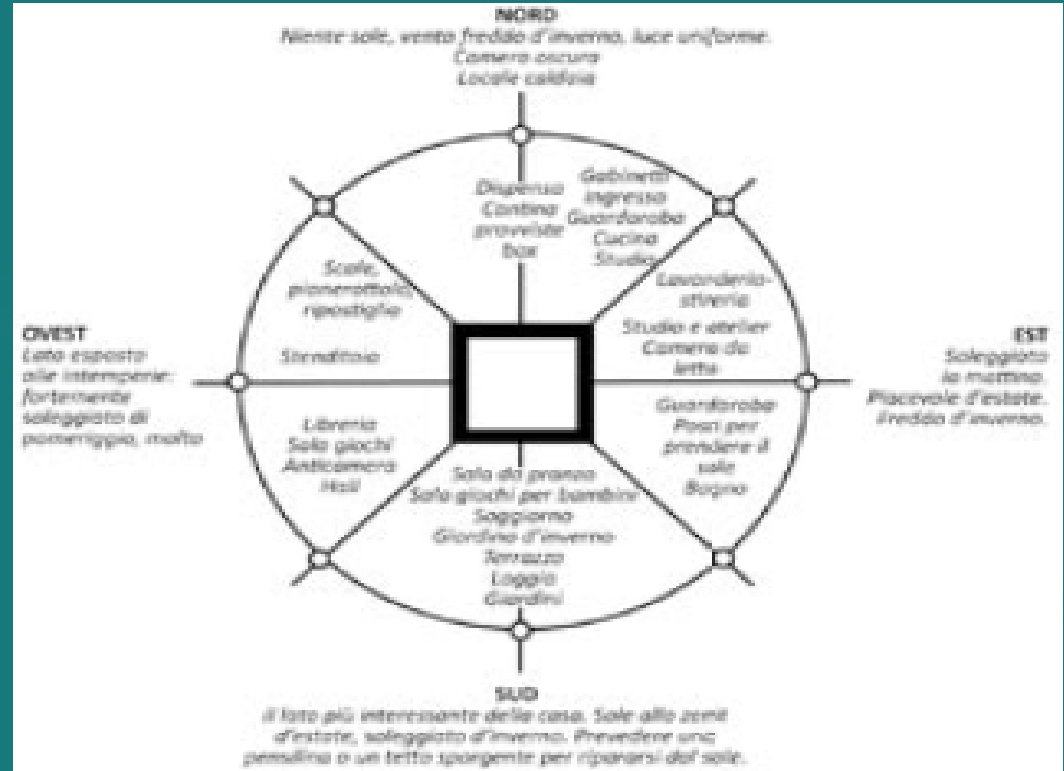 NORD
Niente sole, vento freddo d'inverno, luce uniforme.
Camera oscura
Locale caldaia
Dispensa
Cantina
provviste
box
Gabinetti
Ingresso
Guardaroba
Cucina
Studio
Scale,
pianerottolo,
ripostiglio
Stenditoio
Lavanderia-
stireria
Studio e atelier
Camera da
letto
OVEST
Lato esposto
alle intemperie:
fortemente
soleggiato di
pomeriggio, molto
EST
Soleggiato
la mattina.
Piacevole d'estate.
Freddo d'inverno.
Libreria
Sala giochi
Anticamera
Hall
Guardaroba
Posti per
prendere il
sole
Bagno
Sala da pranzo
Sala giochi per bambini
Soggiorno
Giardino d'inverno
Terrazzo
Loggia
Giardini
SUD
Il lato più interessante della casa. Sole allo zenit
d'estate, soleggiato d'inverno. Prevedere una
pensilina o un tetto sporgente per ripararsi dal sole.